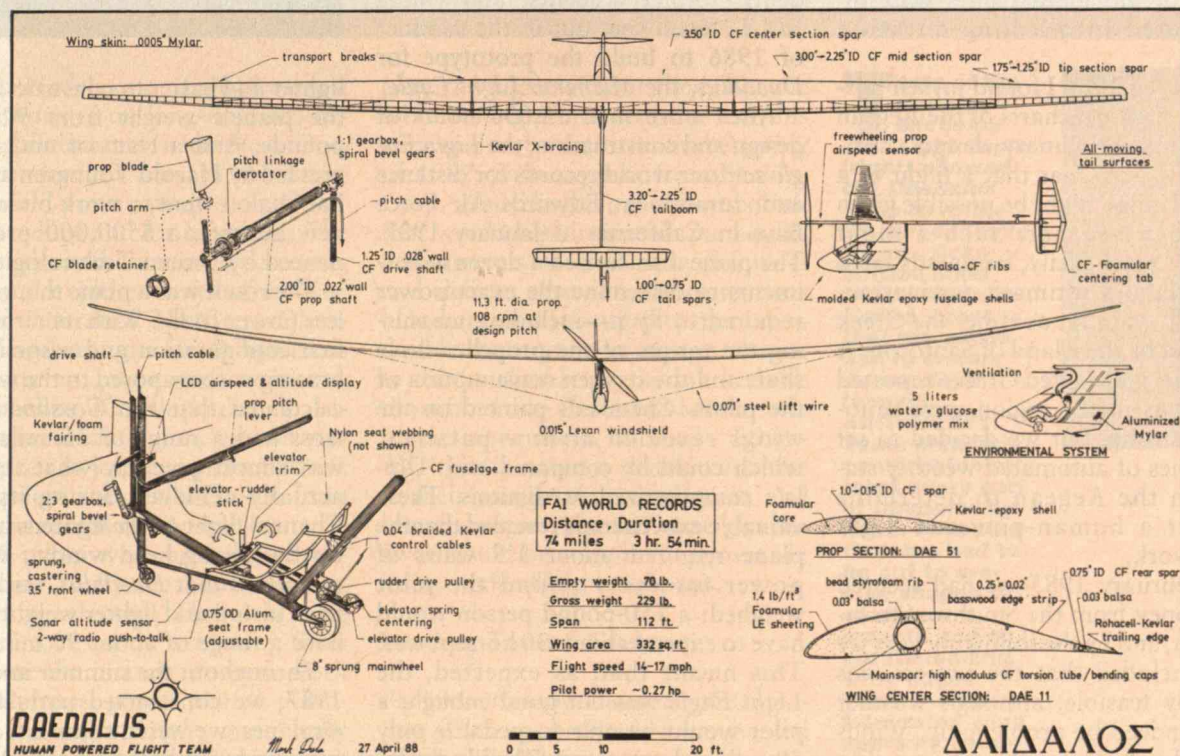 Wing skin: .0005" Mylar
transport breaks
3.50" ID CF center section spar
3.00"-2.25" ID CF mid section spar
1.75"-1.25" ID tip section spar
prop blade
pitch linkage
derotator
1:1 gearbox,
spiral bevel gears
Kevlar X-bracing
pitch arm
pitch cable
CF blade retainer
1.25" ID .028" wall
CF drive shaft
2.00" ID .022" wall
CF prop shaft
3.20"-2.25" ID
CF tailboom
1.00"-0.75" ID
CF tail spars
11.3 ft. dia. prop,
108 rpm at
design pitch
freewheeling prop
airspeed sensor
All-moving
tail surfaces
balsa ribs
CF-Foamular
centering tab
molded Kevlar epoxy fuselage shells
drive shaft
pitch cable
LCD airspeed & altitude display
prop pitch
lever
Kevlar/foam
fairing
Nylon seat webbing
(not shown)
elevator
trim
elevator-rudder
stick
CF fuselage frame
2:3 gearbox,
spiral bevel
gears
0.04" braided Kevlar
control cables
sprung,
castering
3.5" front wheel
rudder drive pulley
elevator spring
centering
0.75" OD Alum.
seat frame
(adjustable)
Sonar altitude sensor
2-way radio push-to-talk
elevator drive pulley
8" sprung mainwheel
0.071" steel lift wire
0.015" Lexan windshield
Ventilation
5 liters
water + glucose
polymer mix
Aluminized
Mylar
ENVIRONMENTAL SYSTEM
FAI WORLD RECORDS
Distance, Duration
74 miles 3 hr. 54 min.
Empty weight 70 lb.
Gross weight 229 lb.
Span 112 ft.
Wing area 332 sq. ft.
Flight speed 14-17 mph
Pilot power ~0.27 hp
Foamular
core
1.0"-0.15" ID CF spar
Kevlar-epoxy shell
PROP SECTION: DAE 51
bead styrofoam rib
0.03" balsa
0.25"×0.02"
basswood edge strip
0.75" ID CF rear spar
0.03" balsa
1.4 lb/ft³
Foamular
LE sheeting
Rohacell-Kevlar
trailing edge
Mainspar: high modulus CF torsion tube/bending caps
WING CENTER SECTION: DAE 11
DAEDALUS
HUMAN POWERED FLIGHT TEAM
Mark Drela
27 April 88
0 5 10 20 ft.
ΔΑΙΔΑΛΟΣ